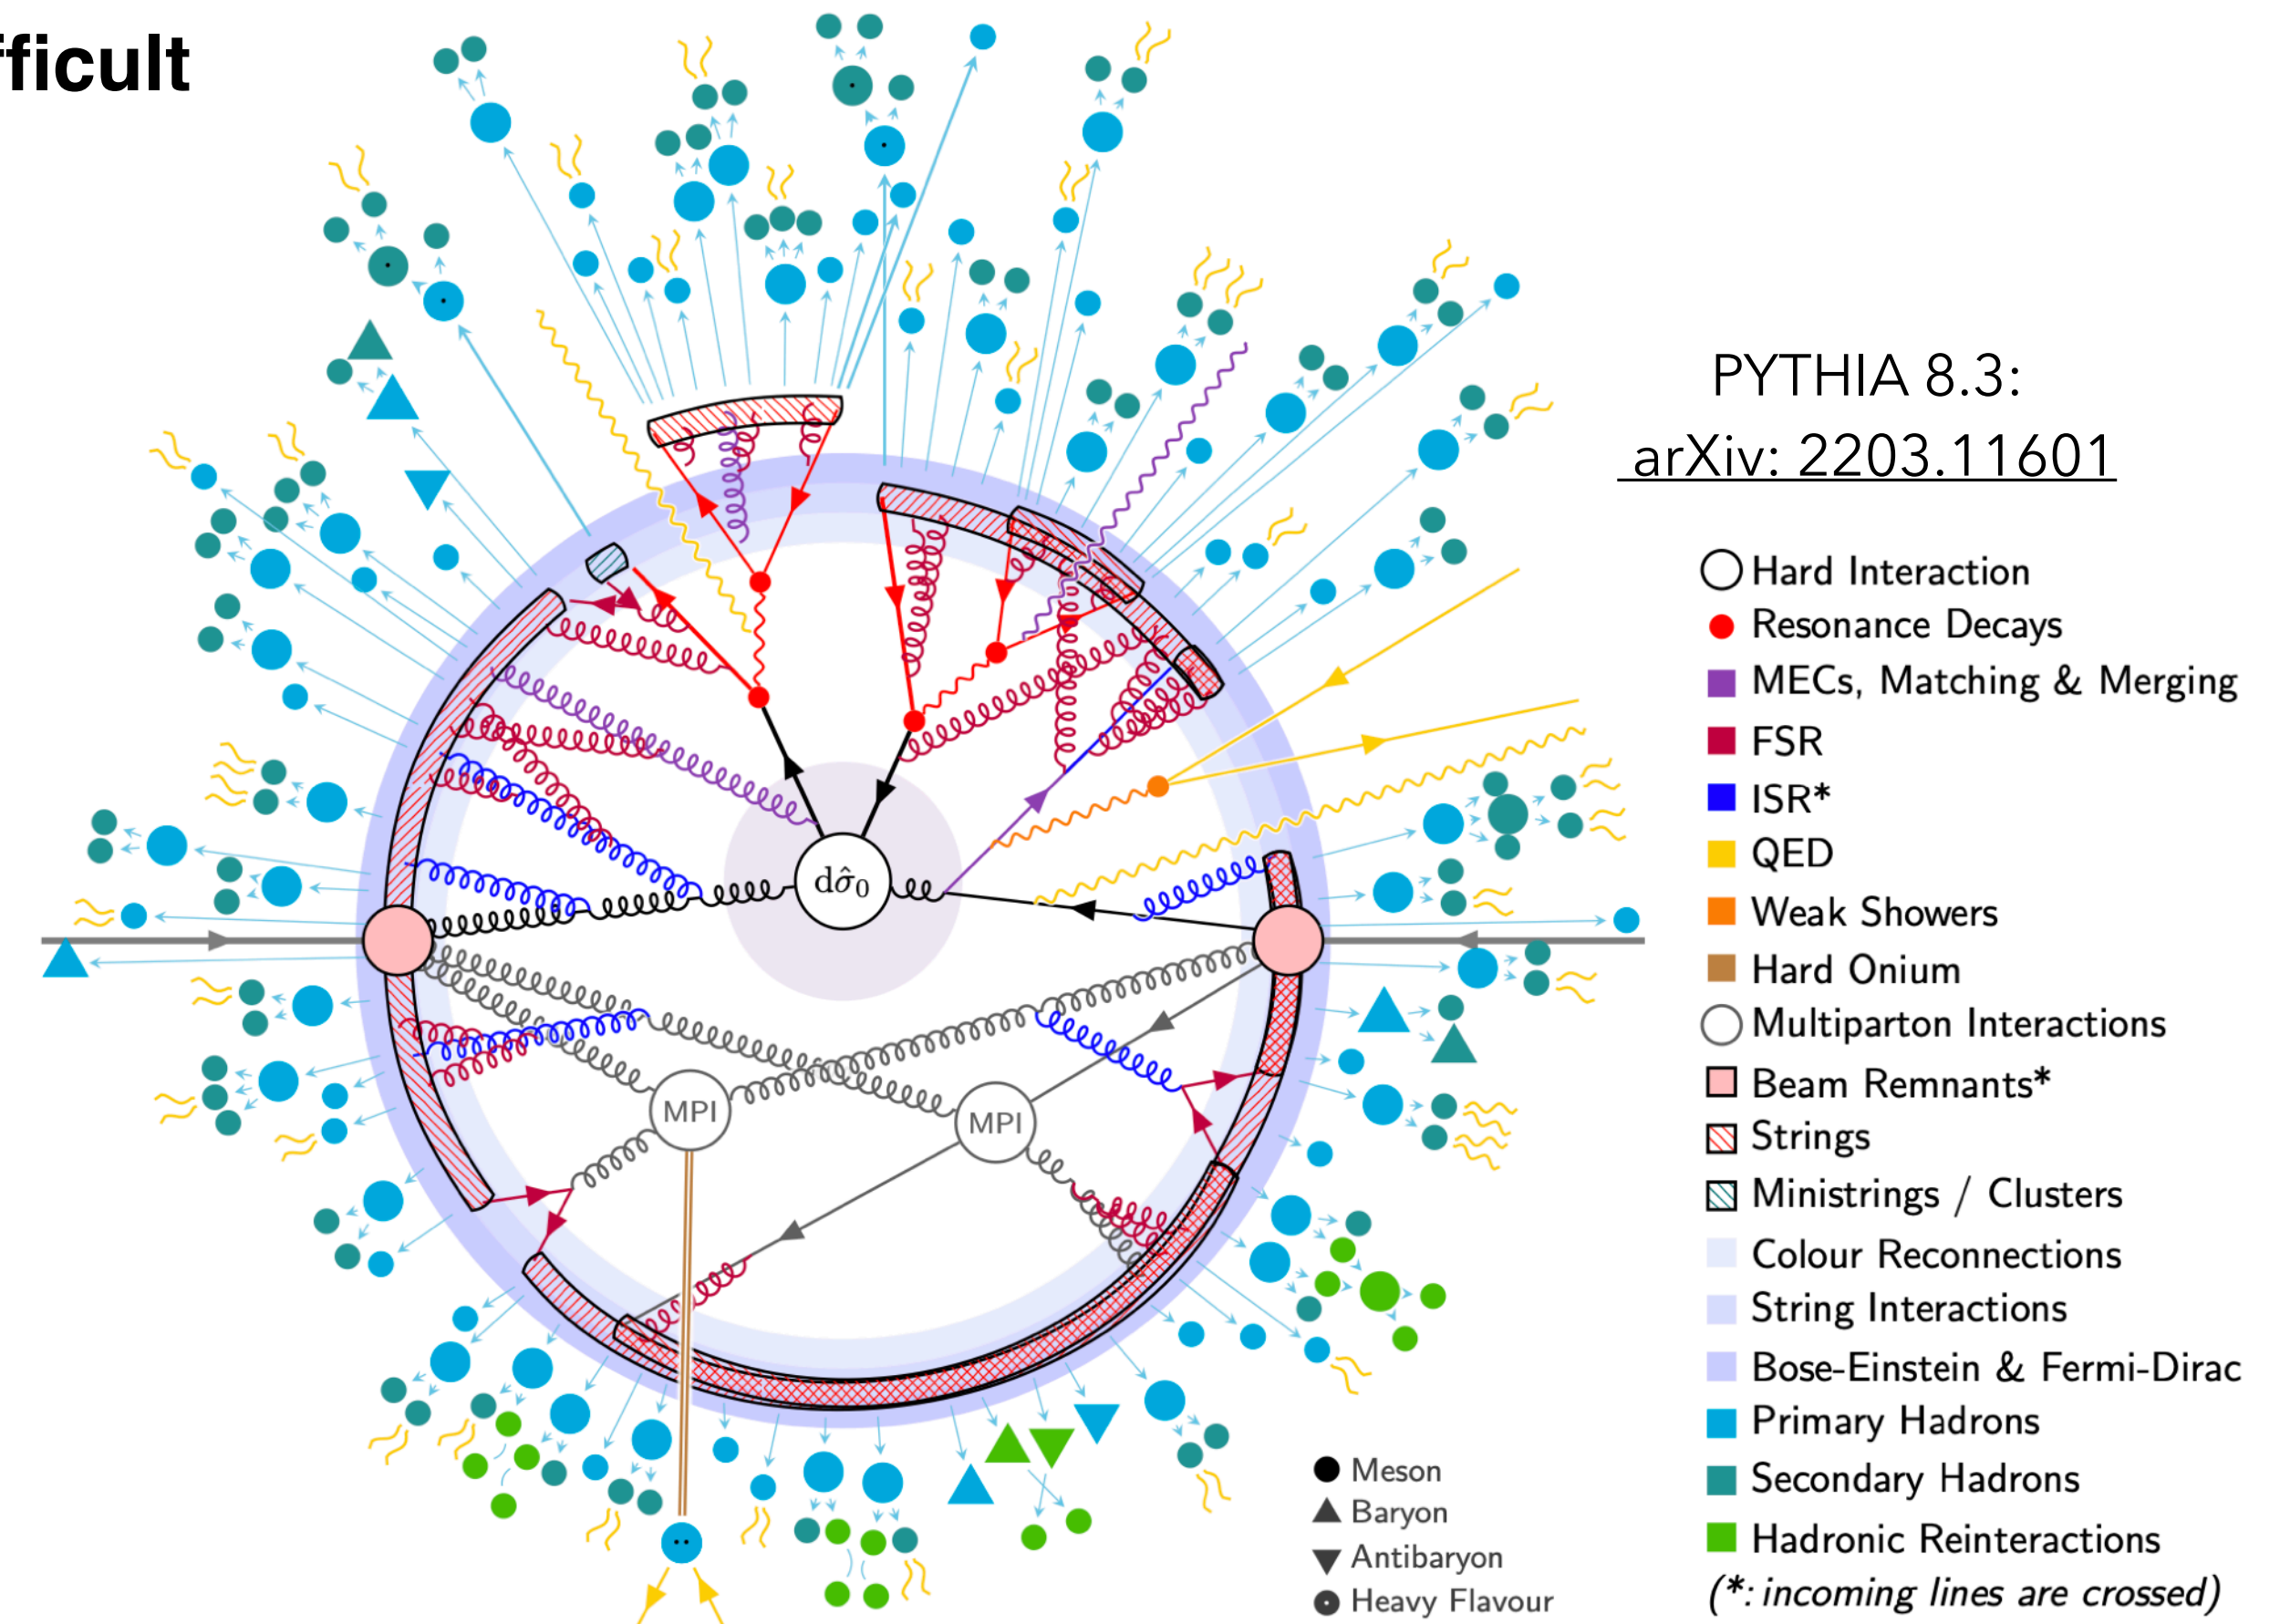 fficult
PYTHIA 8.3:
arXiv: 2203.11601
dσ̂₀
MPI
MPI
Hard Interaction
Resonance Decays
MECs, Matching & Merging
FSR
ISR*
QED
Weak Showers
Hard Onium
Multiparton Interactions
Beam Remnants*
Strings
Ministrings / Clusters
Colour Reconnections
String Interactions
Bose-Einstein & Fermi-Dirac
Primary Hadrons
Secondary Hadrons
Hadronic Reinteractions
(*: incoming lines are crossed)
Meson
Baryon
Antibaryon
Heavy Flavour